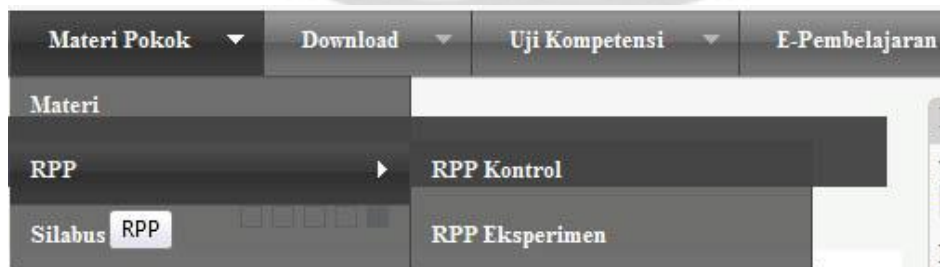 Materi Pokok Download Uji Kompetensi E-Pembelajaran
Materi
RPP RPP Kontrol
Silabus RPP RPP Eksperimen